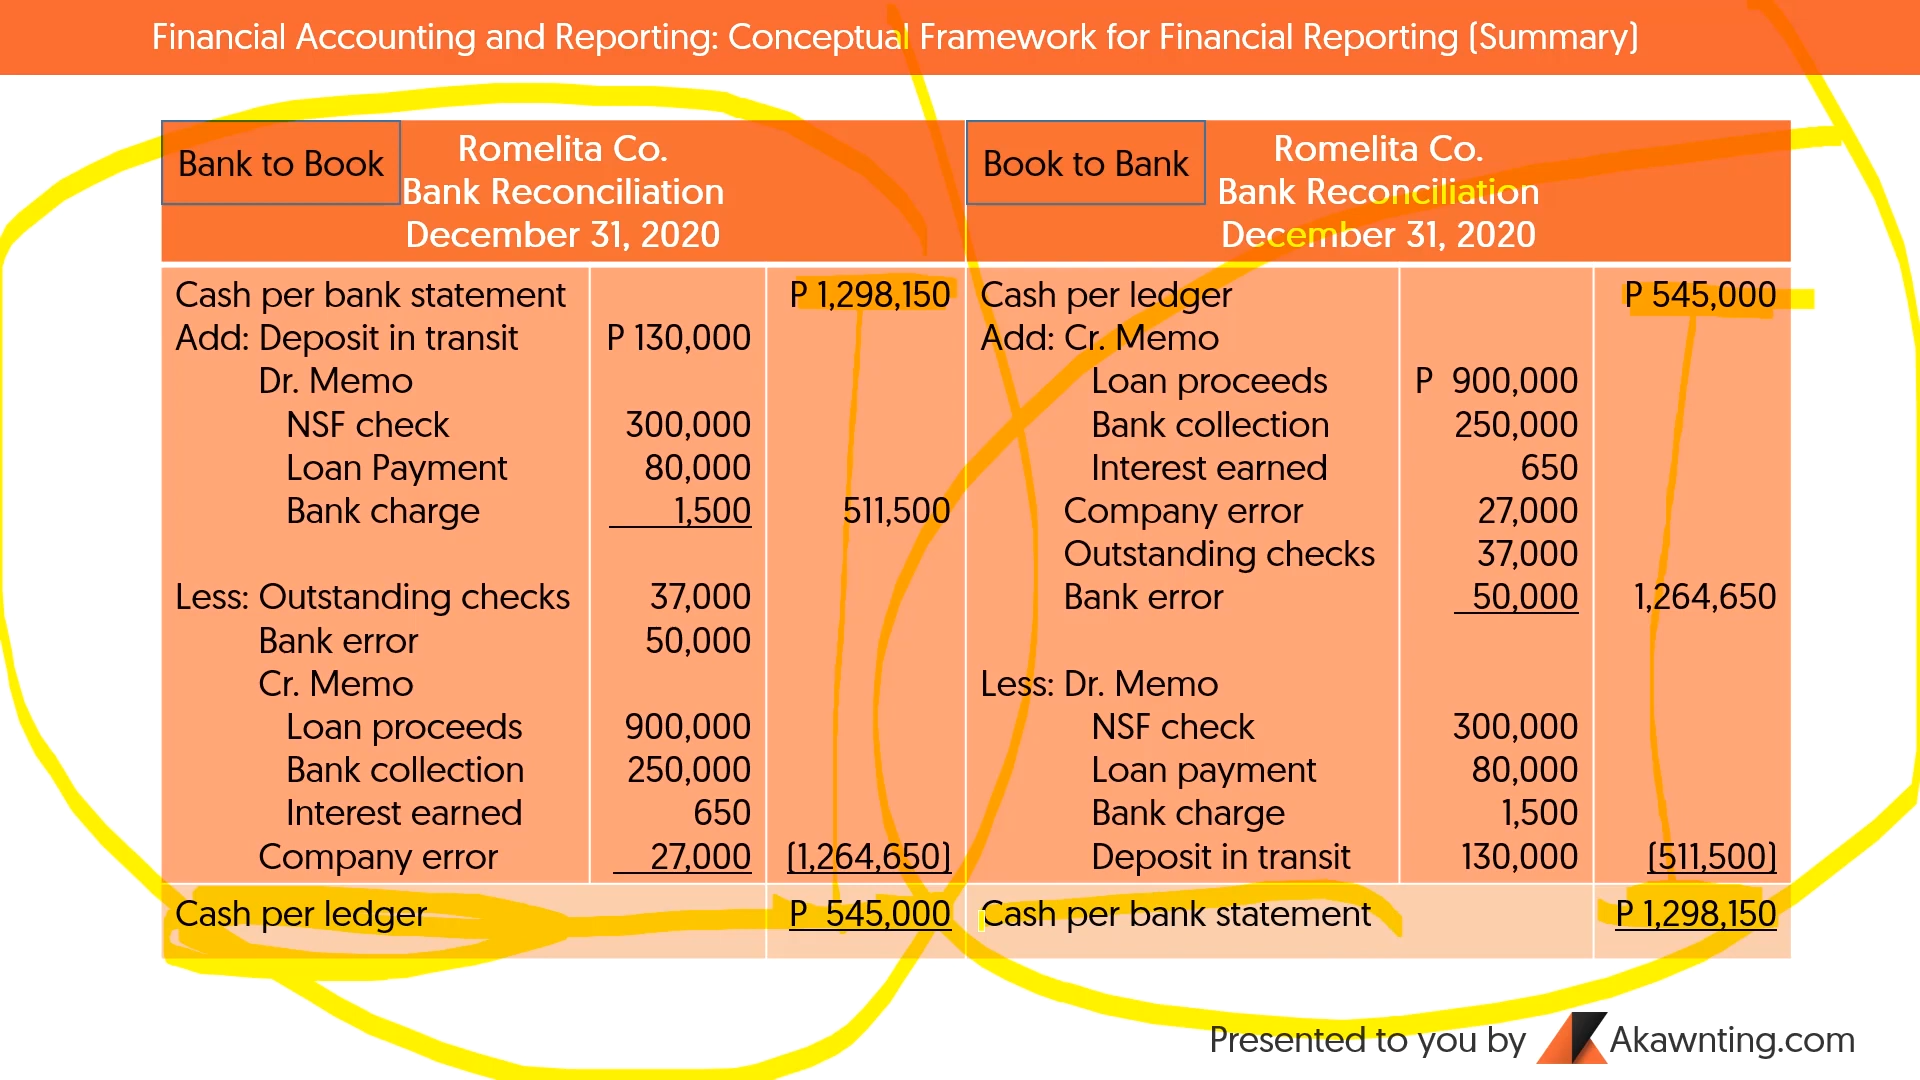 Financial Accounting and Reporting: Conceptual Framework for Financial Reporting (Summary)
Bank to Book
Romelita Co.
Bank Reconciliation
December 31, 2020
Cash per bank statement P 1,298,150
Add: Deposit in transit P 130,000
Dr. Memo
NSF check 300,000
Loan Payment 80,000
Bank charge 1,500 511,500
Less: Outstanding checks 37,000
Bank error 50,000
Cr. Memo
Loan proceeds 900,000
Bank collection 250,000
Interest earned 650
Company error 27,000 (1,264,650)
Cash per ledger P 545,000
Book to Bank
Romelita Co.
Bank Reconciliation
December 31, 2020
Cash per ledger P 545,000
Add: Cr. Memo
Loan proceeds P 900,000
Bank collection 250,000
Interest earned 650
Company error 27,000
Outstanding checks 37,000
Bank error 50,000 1,264,650
Less: Dr. Memo
NSF check 300,000
Loan payment 80,000
Bank charge 1,500
Deposit in transit 130,000 (511,500)
Cash per bank statement P 1,298,150
Presented to you by Akawnting.com